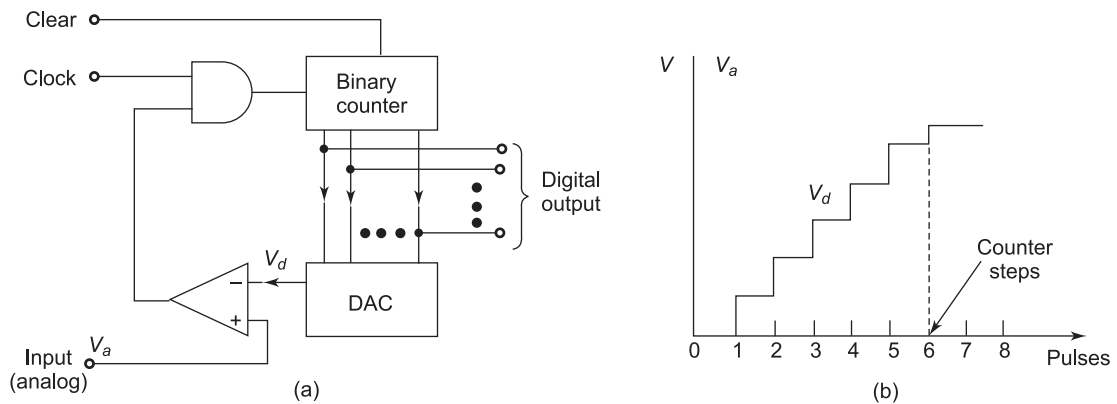 Clear
Clock
Binary
counter
Digital
output
V_d
DAC
−
+
V_a
Input
(analog)
(a)
V
V_a
V_d
Counter
steps
0 1 2 3 4 5 6 7 8
Pulses
(b)